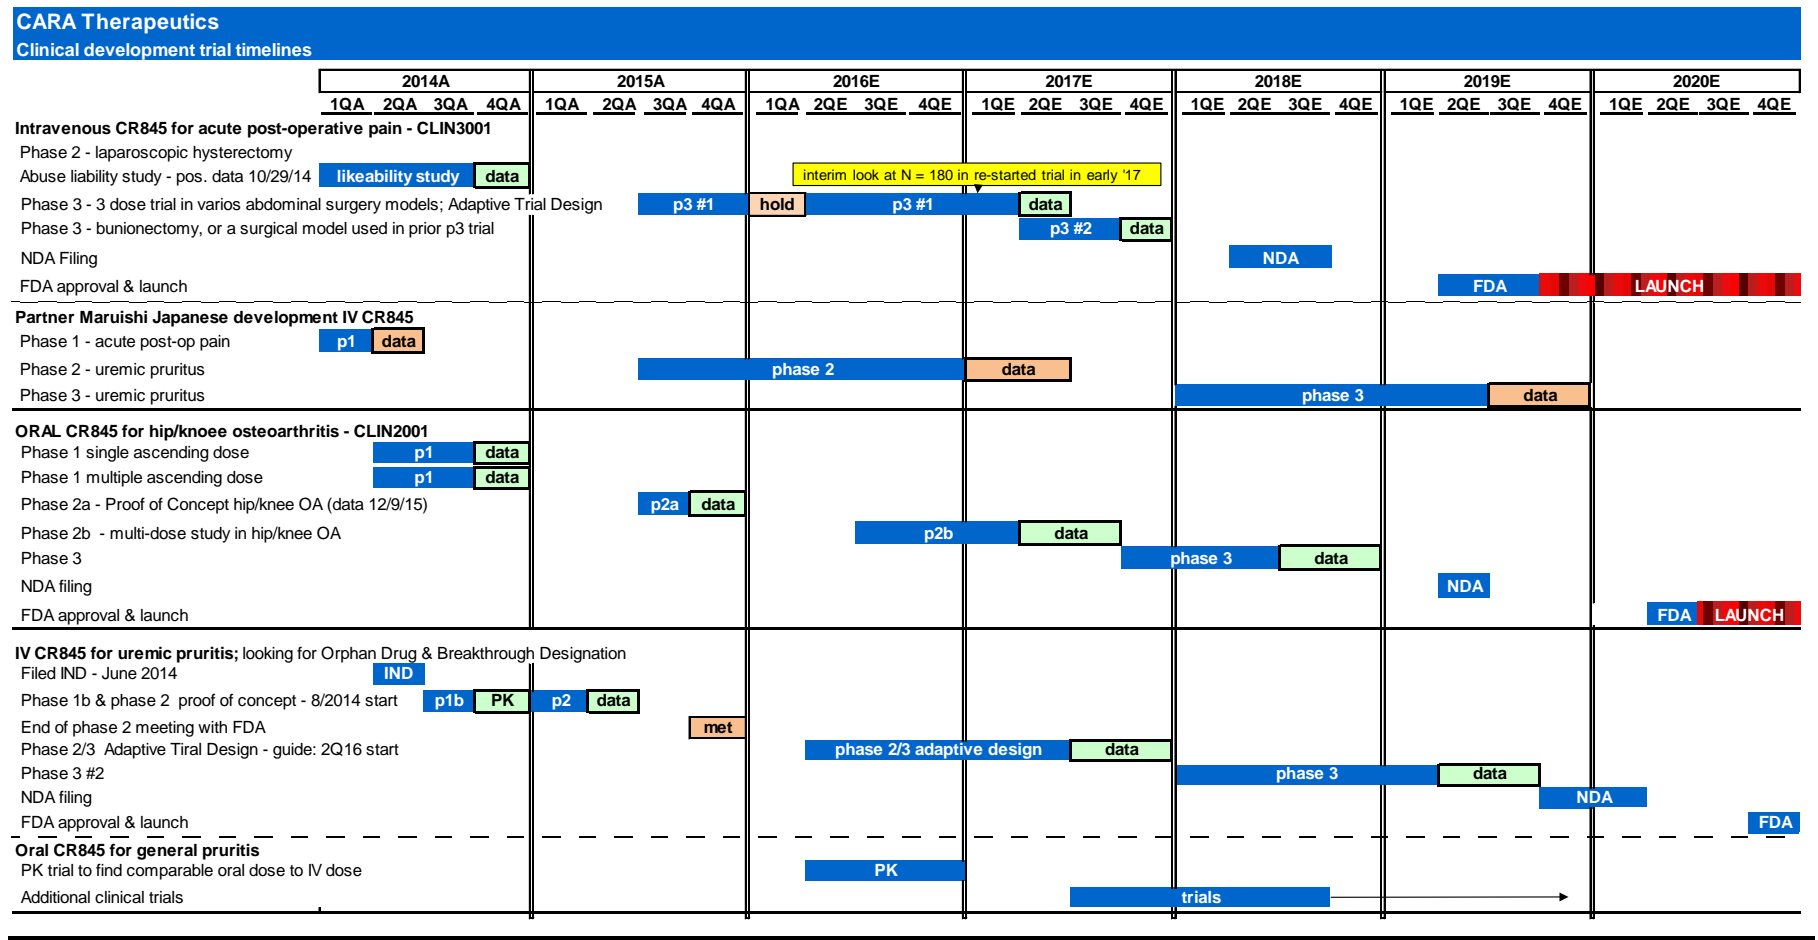 CARA Therapeutics
Clinical development trial timelines
2014A 2015A 2016E 2017E 2018E 2019E 2020E
1QA 2QA 3QA 4QA 1QA 2QA 3QA 4QA 1QA 2QE 3QE 4QE 1QE 2QE 3QE 4QE 1QE 2QE 3QE 4QE 1QE 2QE 3QE 4QE 1QE 2QE 3QE 4QE
Intravenous CR845 for acute post-operative pain - CLIN3001
Phase 2 - laparoscopic hysterectomy
Abuse liability study - pos. data 10/29/14 likeability study data
interim look at N = 180 in re-started trial in early '17
Phase 3 - 3 dose trial in varios abdominal surgery models; Adaptive Trial Design p3 #1 hold p3 #1 data
Phase 3 - bunionectomy, or a surgical model used in prior p3 trial p3 #2 data
NDA Filing NDA
FDA approval & launch FDA LAUNCH
Partner Maruishi Japanese development IV CR845
Phase 1 - acute post-op pain p1 data
Phase 2 - uremic pruritus phase 2 data
Phase 3 - uremic pruritus phase 3 data
ORAL CR845 for hip/knoee osteoarthritis - CLIN2001
Phase 1 single ascending dose p1 data
Phase 1 multiple ascending dose p1 data
Phase 2a - Proof of Concept hip/knee OA (data 12/9/15) p2a data
Phase 2b - multi-dose study in hip/knee OA p2b data
Phase 3 phase 3 data
NDA filing NDA
FDA approval & launch FDA LAUNCH
IV CR845 for uremic pruritis; looking for Orphan Drug & Breakthrough Designation
Filed IND - June 2014 IND
Phase 1b & phase 2 proof of concept - 8/2014 start p1b PK p2 data
End of phase 2 meeting with FDA met
Phase 2/3 Adaptive Tiral Design - guide: 2Q16 start phase 2/3 adaptive design data
Phase 3 #2 phase 3 data
NDA filing NDA
FDA approval & launch FDA
Oral CR845 for general pruritis
PK trial to find comparable oral dose to IV dose PK
Additional clinical trials trials